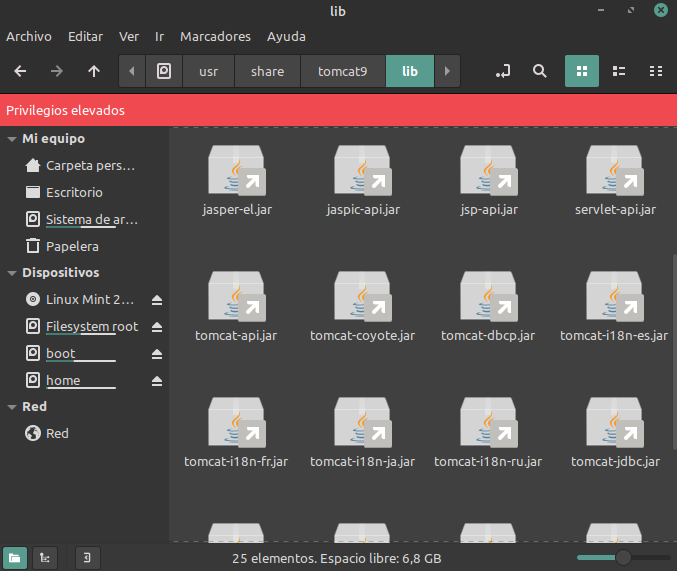 lib
Archivo Editar Ver Ir Marcadores Ayuda
usr share tomcat9 lib
Privilegios elevados
Mi equipo
Carpeta pers...
Escritorio
Sistema de ar...
Papelera
Dispositivos
Linux Mint 2...
Filesystem root
boot
home
Red
Red
jasper-el.jar jaspic-api.jar jsp-api.jar servlet-api.jar
tomcat-api.jar tomcat-coyote.jar tomcat-dbcp.jar tomcat-i18n-es.jar
tomcat-i18n-fr.jar tomcat-i18n-ja.jar tomcat-i18n-ru.jar tomcat-jdbc.jar
25 elementos. Espacio libre: 6,8 GB